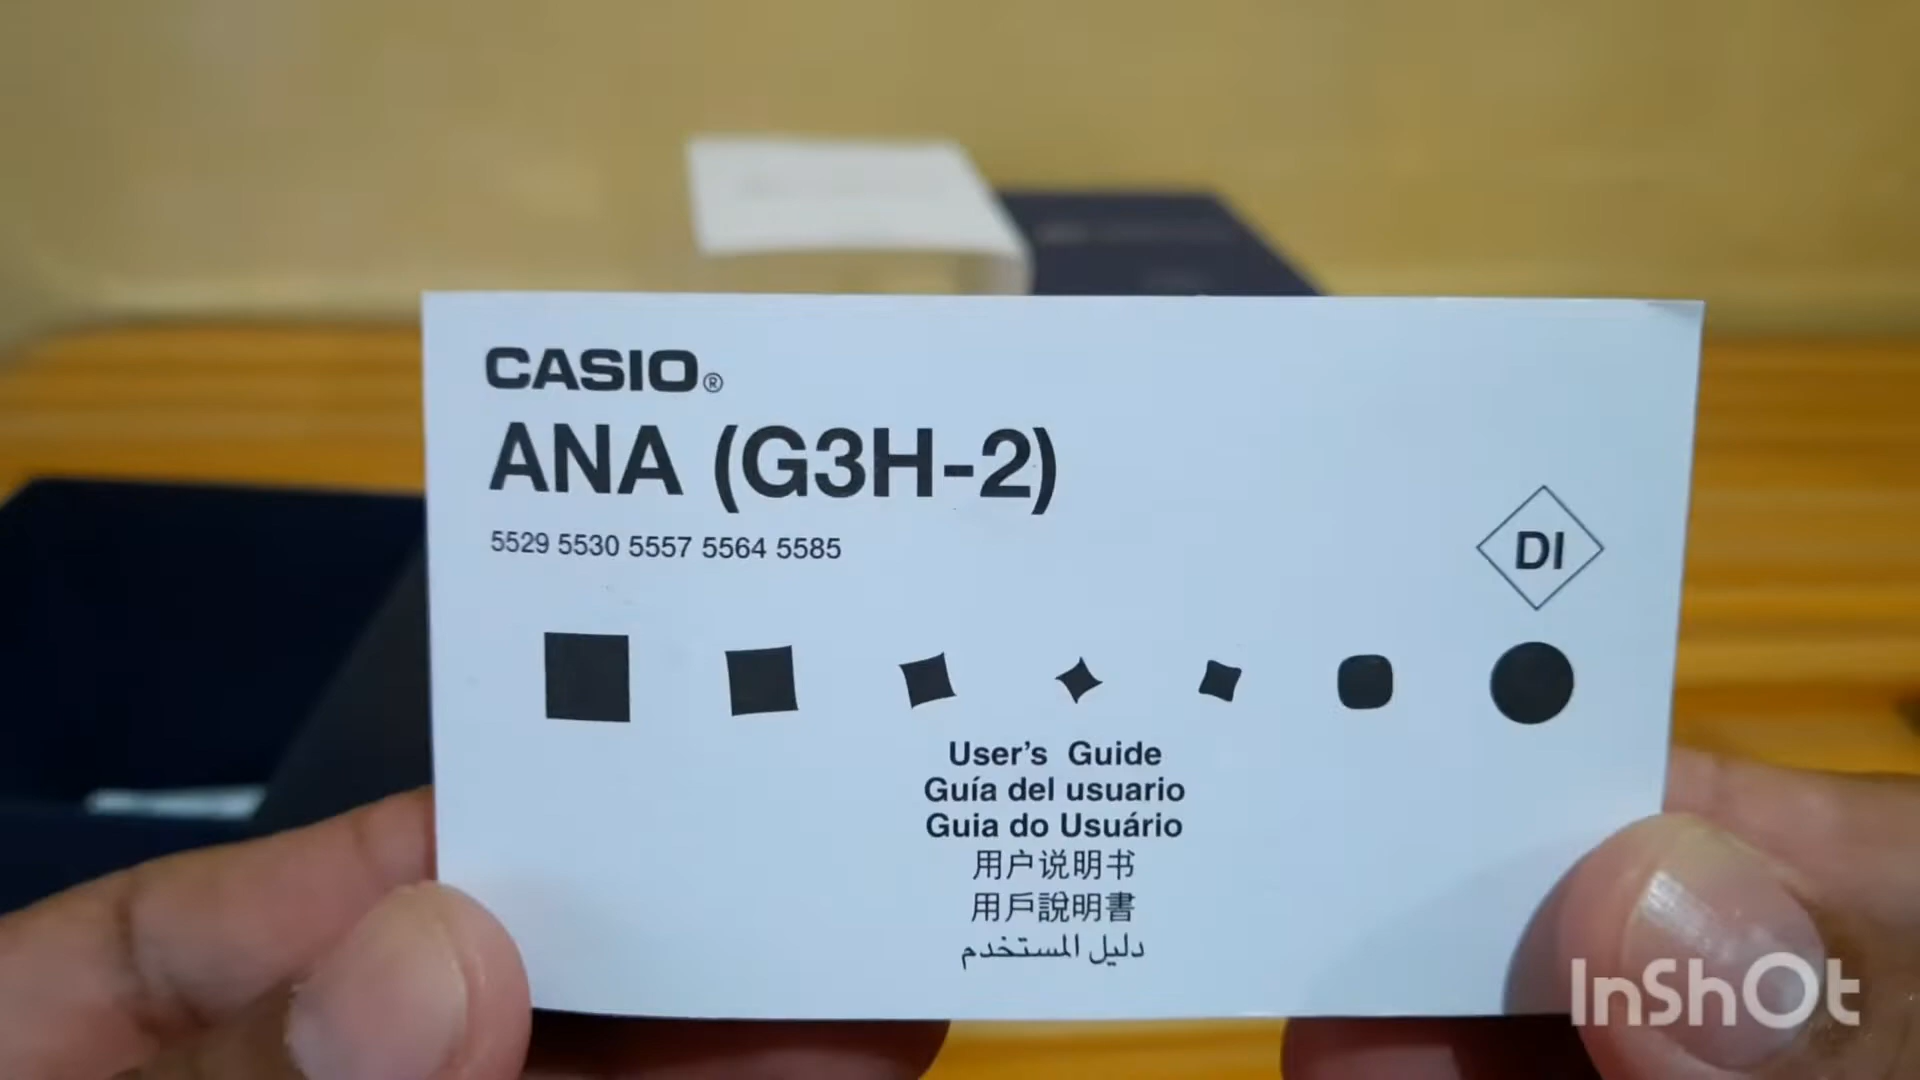 CASIO®
ANA (G3H-2)
5529 5530 5557 5564 5585
DI
User's Guide
Guía del usuario
Guia do Usuário
用户说明书
用戶說明書
دليل المستخدم
InShOt